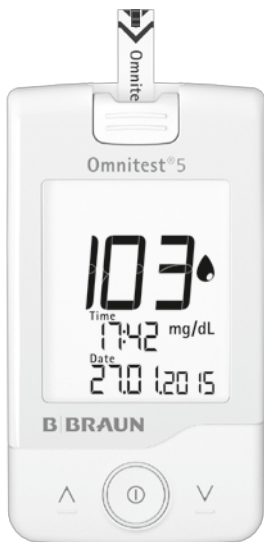 Omnite
Omnitest®5
103
Time
17:42 mg/dL
Date
27.01.2015
B|BRAUN